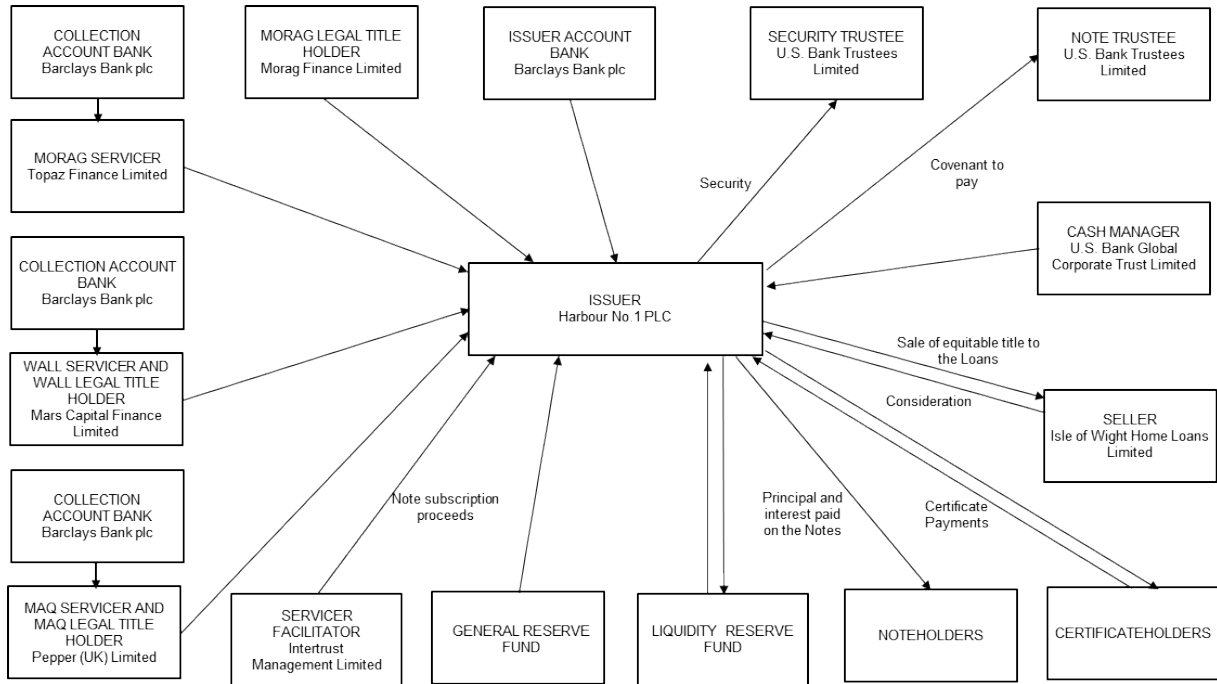 COLLECTION
ACCOUNT BANK
Barclays Bank plc
MORAG LEGAL TITLE
HOLDER
Morag Finance Limited
ISSUER ACCOUNT
BANK
Barclays Bank plc
SECURITY TRUSTEE
U.S. Bank Trustees
Limited
NOTE TRUSTEE
U.S. Bank Trustees
Limited
MORAG SERVICER
Topaz Finance Limited
Security
Covenant to
pay
COLLECTION ACCOUNT
BANK
Barclays Bank plc
CASH MANAGER
U.S. Bank Global
Corporate Trust Limited
ISSUER
Harbour No.1 PLC
Sale of equitable title to
the Loans
Consideration
WALL SERVICER AND
WALL LEGAL TITLE
HOLDER
Mars Capital Finance
Limited
SELLER
Isle of Wight Home Loans
Limited
COLLECTION
ACCOUNT BANK
Barclays Bank plc
Note subscription
proceeds
Principal and
interest paid
on the Notes
Certificate
Payments
MAQ SERVICER AND
MAQ LEGAL TITLE
HOLDER
Pepper (UK) Limited
SERVICER
FACILITATOR
Intertrust
Management Limited
GENERAL RESERVE
FUND
LIQUIDITY RESERVE
FUND
NOTEHOLDERS
CERTIFICATEHOLDERS